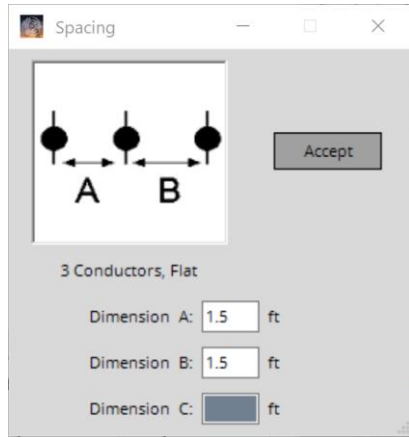 Spacing
A B
Accept
3 Conductors, Flat
Dimension A: 1.5 ft
Dimension B: 1.5 ft
Dimension C: ft